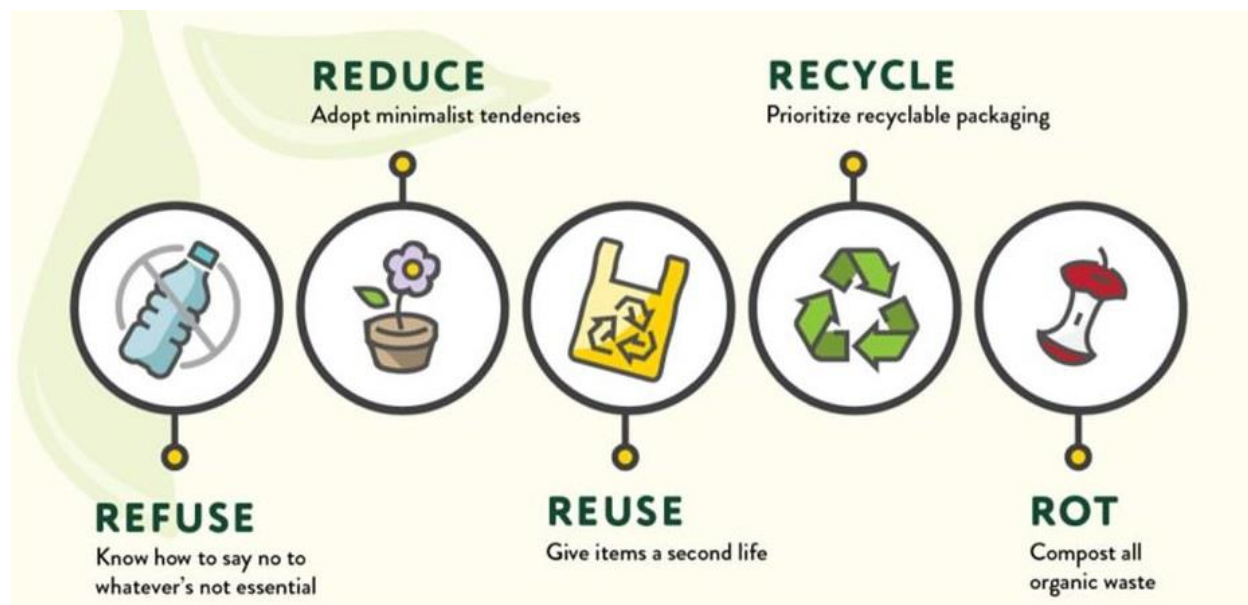 REDUCE
Adopt minimalist tendencies
RECYCLE
Prioritize recyclable packaging
REFUSE
Know how to say no to
whatever's not essential
REUSE
Give items a second life
ROT
Compost all
organic waste